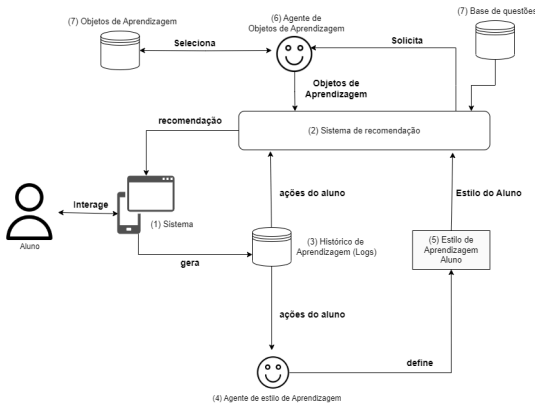 (7) Objetos de Aprendizagem
(6) Agente de
Objetos de Aprendizagem
(7) Base de questões
Seleciona
Solicita
Objetos de
Aprendizagem
recomendação
(2) Sistema de recomendação
Interage
ações do aluno
Estilo do Aluno
(1) Sistema
Aluno
gera
(3) Histórico de
Aprendizagem (Logs)
(5) Estilo de
Aprendizagem
Aluno
ações do aluno
define
(4) Agente de estilo de Aprendizagem